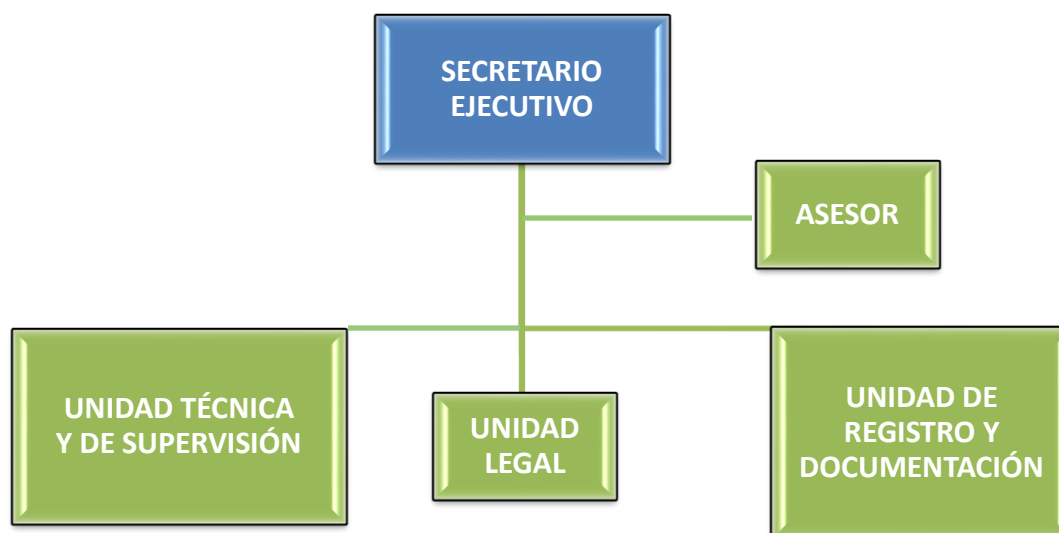 SECRETARIO
EJECUTIVO
ASESOR
UNIDAD TÉCNICA
Y DE SUPERVISIÓN
UNIDAD
LEGAL
UNIDAD DE
REGISTRO Y
DOCUMENTACIÓN